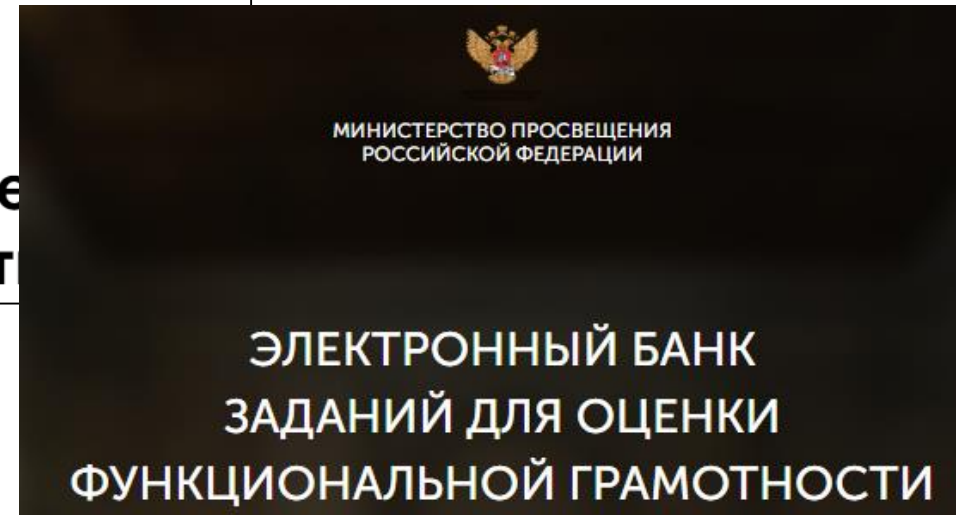 МИНИСТЕРСТВО ПРОСВЕЩЕНИЯ
РОССИЙСКОЙ ФЕДЕРАЦИИ
ЭЛЕКТРОННЫЙ БАНК
ЗАДАНИЙ ДЛЯ ОЦЕНКИ
ФУНКЦИОНАЛЬНОЙ ГРАМОТНОСТИ